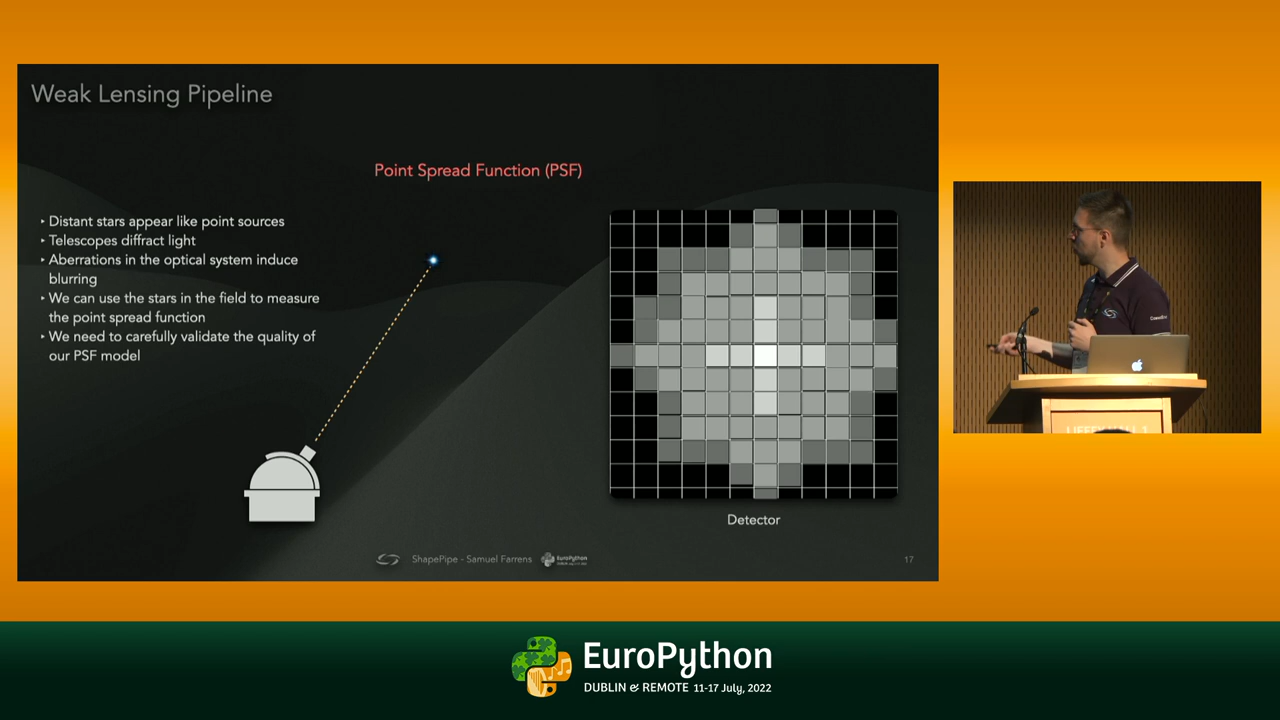 Weak Lensing Pipeline
Point Spread Function (PSF)
‣ Distant stars appear like point sources
‣ Telescopes diffract light
‣ Aberrations in the optical system induce
blurring
‣ We can use the stars in the field to measure
the point spread function
‣ We need to carefully validate the quality of
our PSF model
Detector
ShapePipe - Samuel Farrens
EuroPython
17
EuroPython
DUBLIN & REMOTE 11-17 July, 2022